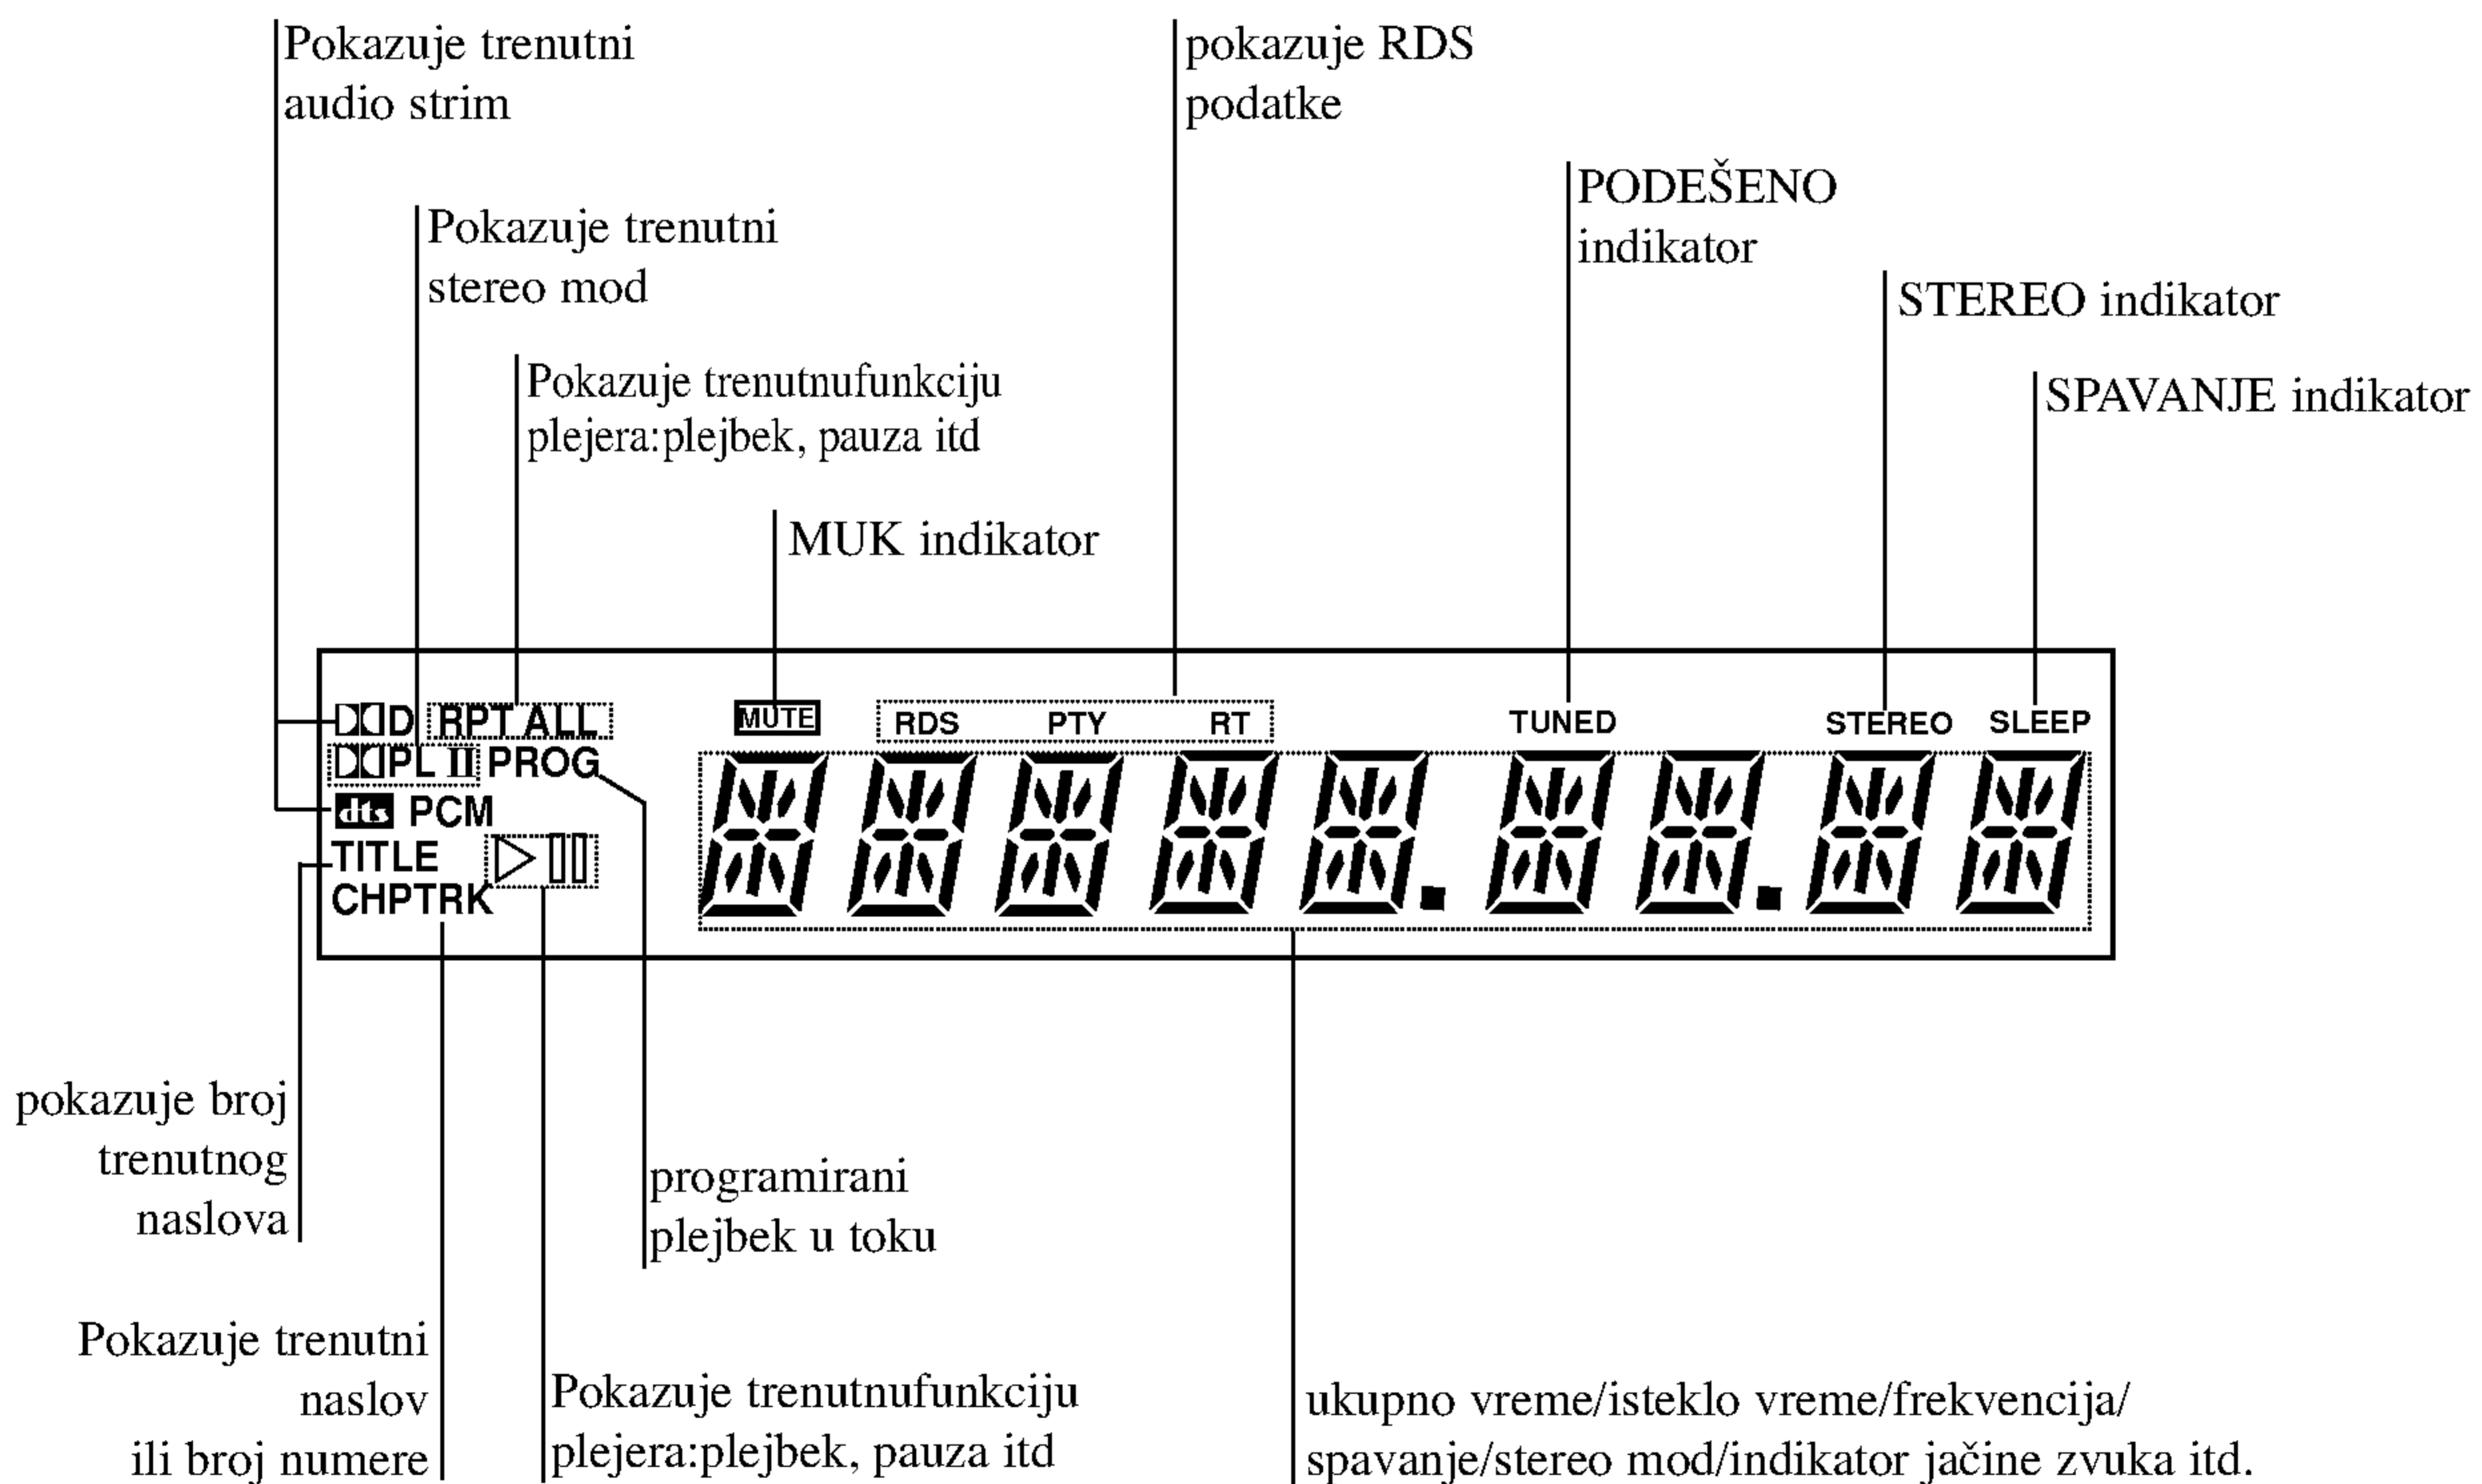 Pokazuje trenutni
audio strim
pokazuje RDS
podatke
PODEŠENO
indikator
Pokazuje trenutni
stereo mod
STEREO indikator
Pokazuje trenutnufunkciju
plejera:plejbek, pauza itd
SPAVANJE indikator
MUK indikator
D RPT ALL MUTE RDS PTY RT TUNED STEREO SLEEP
PL II PROG
dts PCM
TITLE
CHPTRK
pokazuje broj
trenutnog
naslova
programirani
plejbek u toku
Pokazuje trenutni
naslov
ili broj numere
Pokazuje trenutnufunkciju
plejera:plejbek, pauza itd
ukupno vreme/isteklo vreme/frekvencija/
spavanje/stereo mod/indikator jačine zvuka itd.